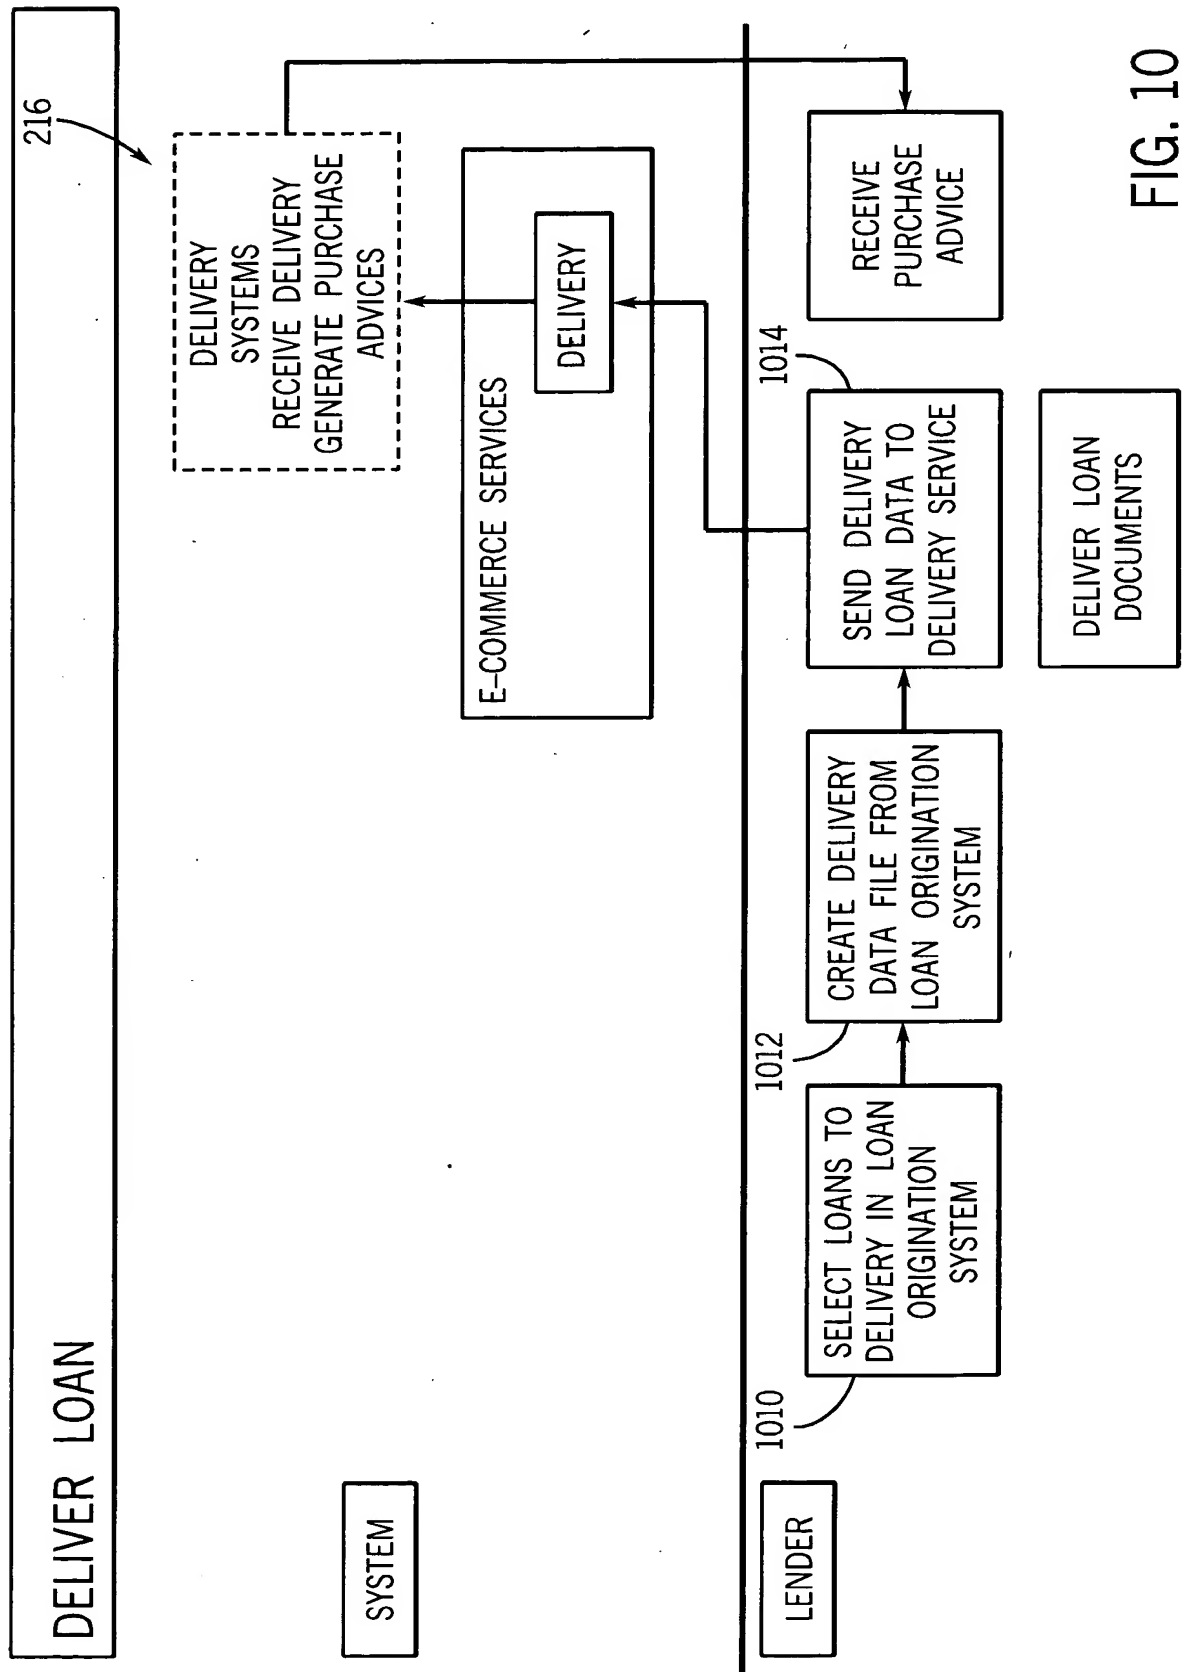 DELIVER LOAN
216
SYSTEM
DELIVERY
SYSTEMS
RECEIVE DELIVERY
GENERATE PURCHASE
ADVICES
E-COMMERCE SERVICES
DELIVERY
LENDER
1010
SELECT LOANS TO
DELIVERY IN LOAN
ORIGINATION
SYSTEM
1012
CREATE DELIVERY
DATA FILE FROM
LOAN ORIGINATION
SYSTEM
1014
SEND DELIVERY
LOAN DATA TO
DELIVERY SERVICE
RECEIVE
PURCHASE
ADVICE
DELIVER LOAN
DOCUMENTS
FIG. 10